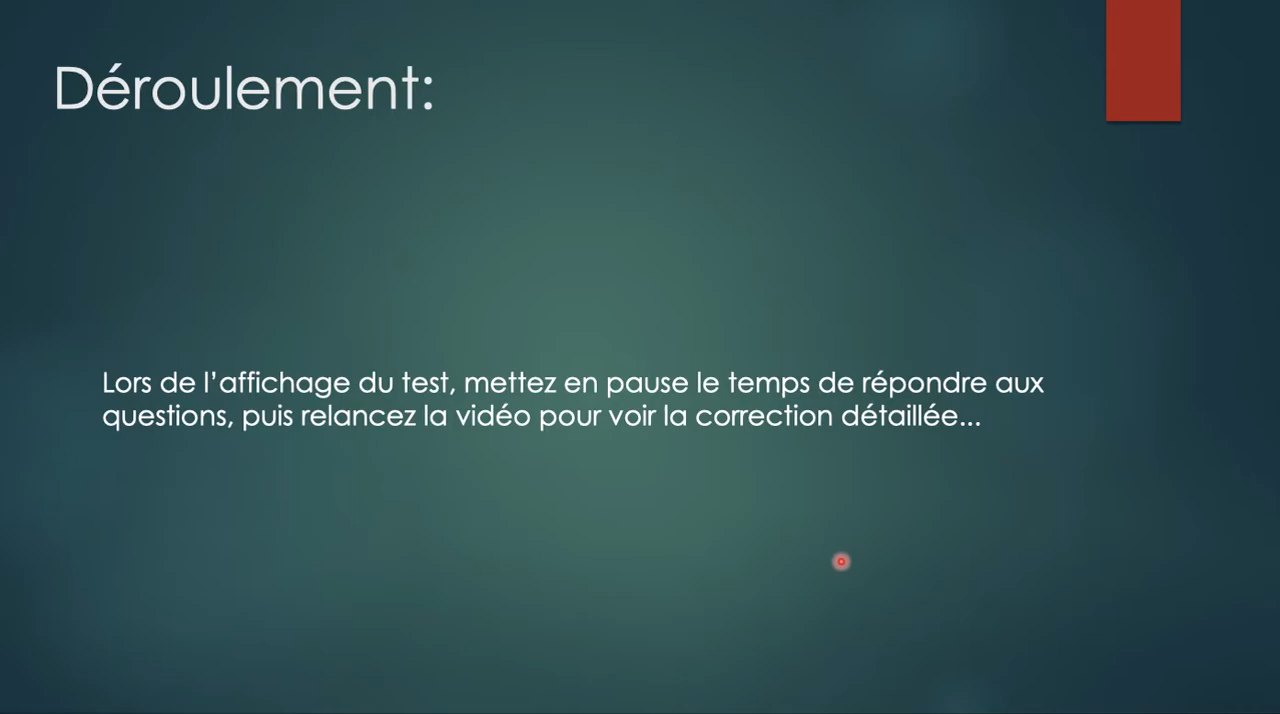 Déroulement:
Lors de l’affichage du test, mettez en pause le temps de répondre aux
questions, puis relancez la vidéo pour voir la correction détaillée...